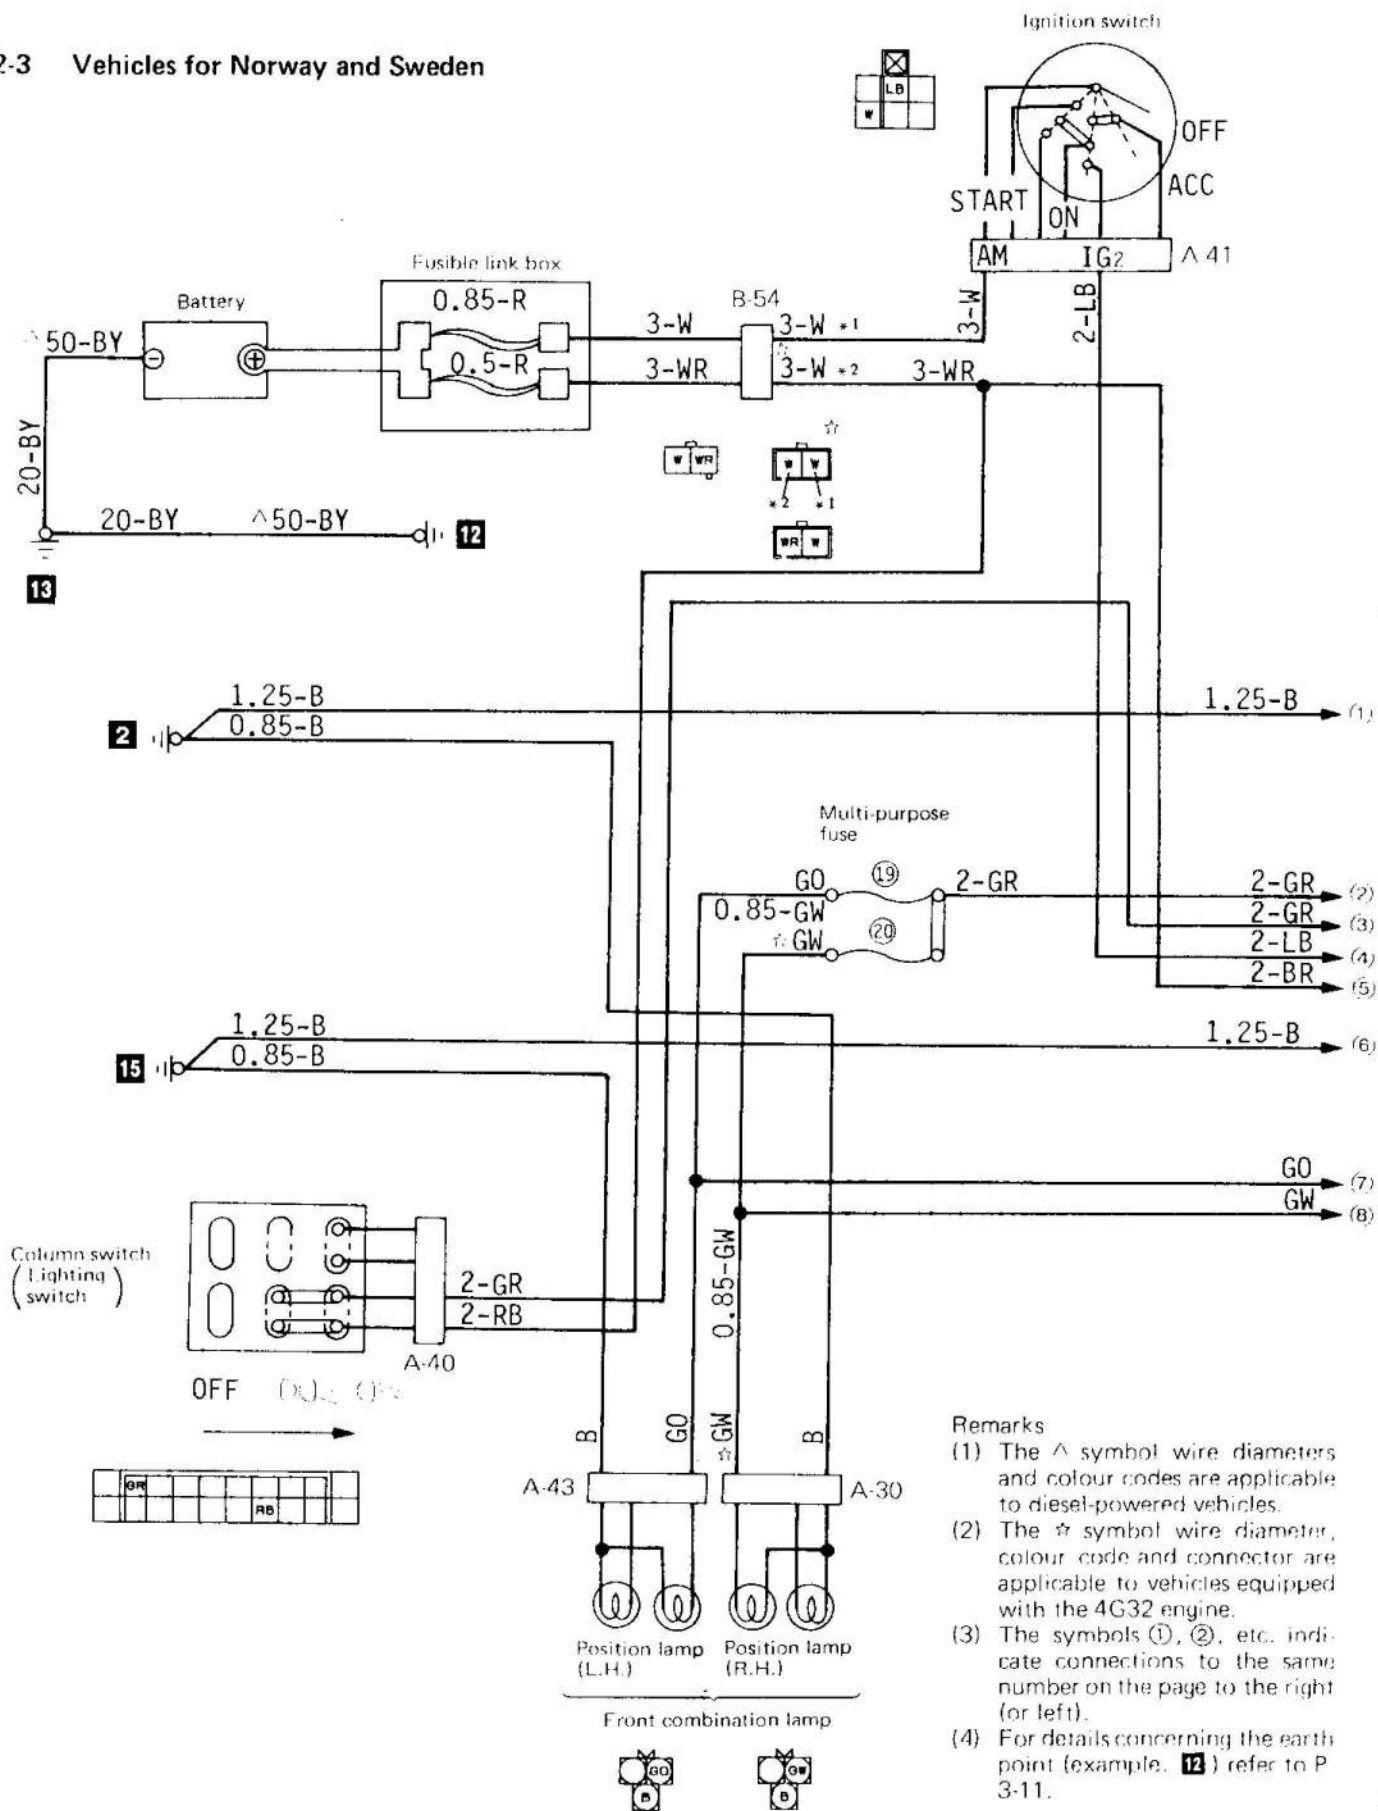 2-3 Vehicles for Norway and Sweden
Ignition switch
LB
W
OFF
ACC
START
ON
AM IG2
A-41
Fusible link box
Battery
0.85-R
0.5-R
B-54
3-W
3-W *1
3-W
2-LB
^50-BY
3-WR
3-W *2
3-WR
☆
20-BY
W WR
W W
*2 *1
WR W
20-BY
^50-BY
12
13
1.25-B
1.25-B
(1)
2
0.85-B
Multi-purpose
fuse
GO
19
2-GR
2-GR
(2)
0.85-GW
2-GR
(3)
☆GW
20
2-LB
(4)
2-BR
(5)
1.25-B
1.25-B
(6)
15
0.85-B
GO
(7)
GW
(8)
Column switch
(Lighting
switch)
2-GR
2-RB
A-40
0.85-GW
OFF
GR
RB
B
GO
☆GW
B
A-43
A-30
Position lamp
(L.H.)
Position lamp
(R.H.)
Front combination lamp
GO
B
GW
B
Remarks
(1) The ^ symbol wire diameters
and colour codes are applicable
to diesel-powered vehicles.
(2) The ☆ symbol wire diameter,
colour code and connector are
applicable to vehicles equipped
with the 4G32 engine.
(3) The symbols ①, ②, etc. indi-
cate connections to the same
number on the page to the right
(or left).
(4) For details concerning the earth
point (example. 12) refer to P
3-11.